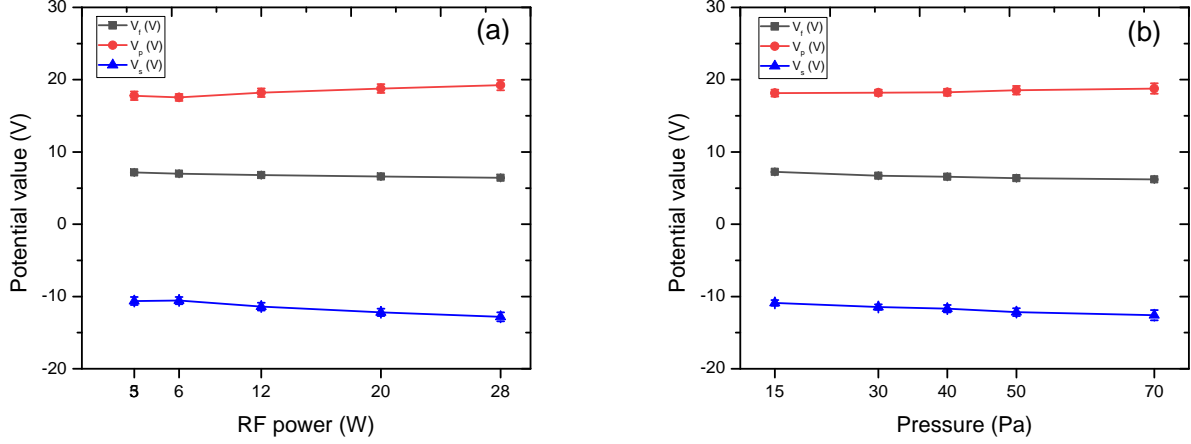 30
20
10
0
-10
-20
Potential value (V)
V_f (V)
V_p (V)
V_s (V)
(a)
6 12 20 28
RF power (W)
30
20
10
0
-10
-20
Potential value (V)
V_f (V)
V_p (V)
V_s (V)
(b)
15 30 40 50 70
Pressure (Pa)